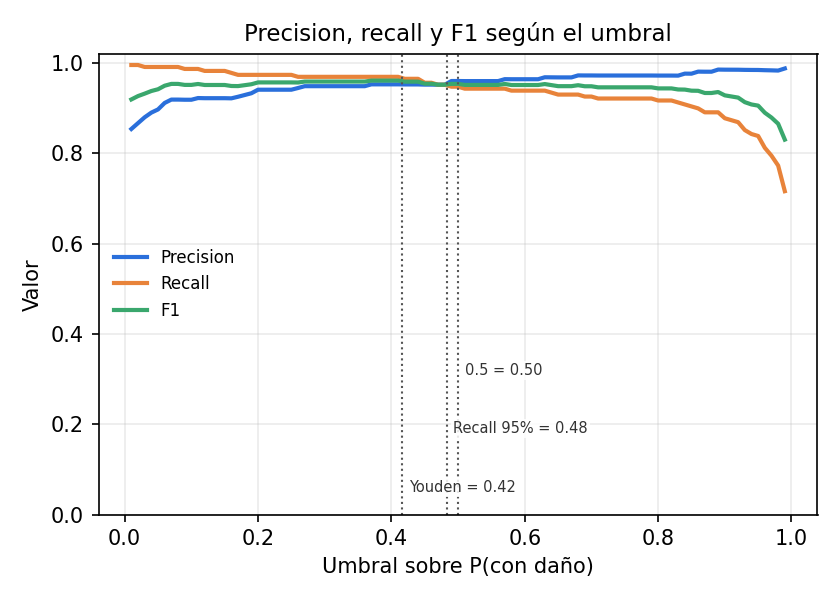 Precision, recall y F1 según el umbral
Valor
1.0
0.8
0.6
0.4
0.2
0.0
Precision
Recall
F1
0.5 = 0.50
Recall 95% = 0.48
Youden = 0.42
0.0 0.2 0.4 0.6 0.8 1.0
Umbral sobre P(con daño)